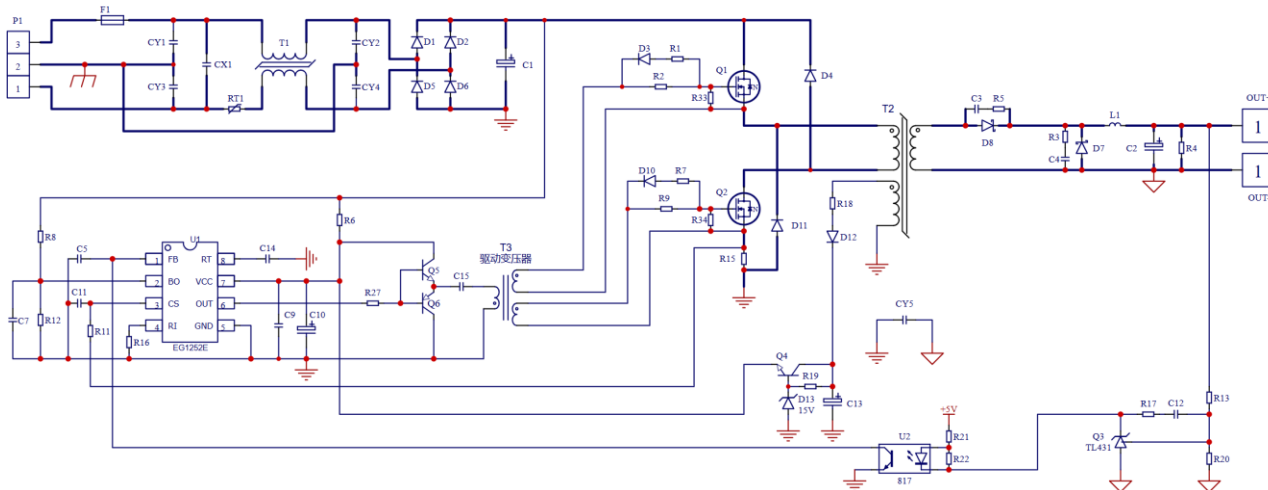 P1
F1
3
2
1
CY1
CY3
CX1
T1
RT1
CY2
CY4
D1
D2
D5
D6
C1
D3
R1
R2
Q1
R33
D4
D10
R7
R9
Q2
R34
D11
R15
T2
R18
D12
C3
R5
D8
R3
C4
D7
L1
C2
R4
OUT+
1
1
OUT-
R8
R6
C5
U1
C14
1
FB
RT
8
2
BO
VCC
7
C11
3
CS
OUT
6
4
RI
GND
5
EG1252E
C7
R12
R11
R16
C9
C10
R27
Q5
Q6
C15
T3
驱动变压器
CY5
Q4
R19
D13
15V
C13
U2
817
+5V
R21
R22
R17
C12
R13
Q3
TL431
R20